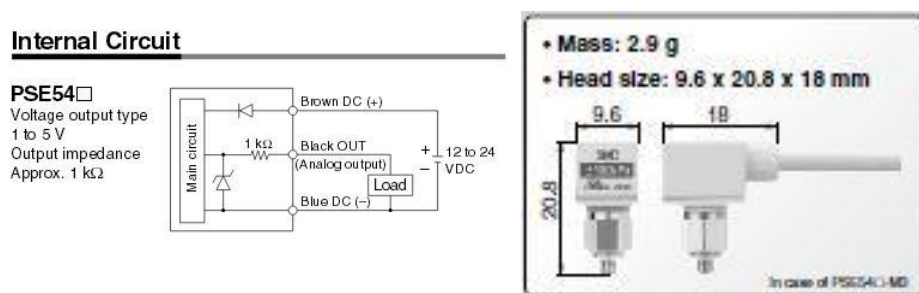 Internal Circuit
PSE54□
Voltage output type
1 to 5 V
Output impedance
Approx. 1 kΩ
Main circuit
Brown DC (+)
1 kΩ
Black OUT
(Analog output)
Load
Blue DC (–)
+
–
12 to 24
VDC
• Mass: 2.9 g
• Head size: 9.6 x 20.8 x 18 mm
9.6
18
20.8
SMC
In case of PSE54□-M3